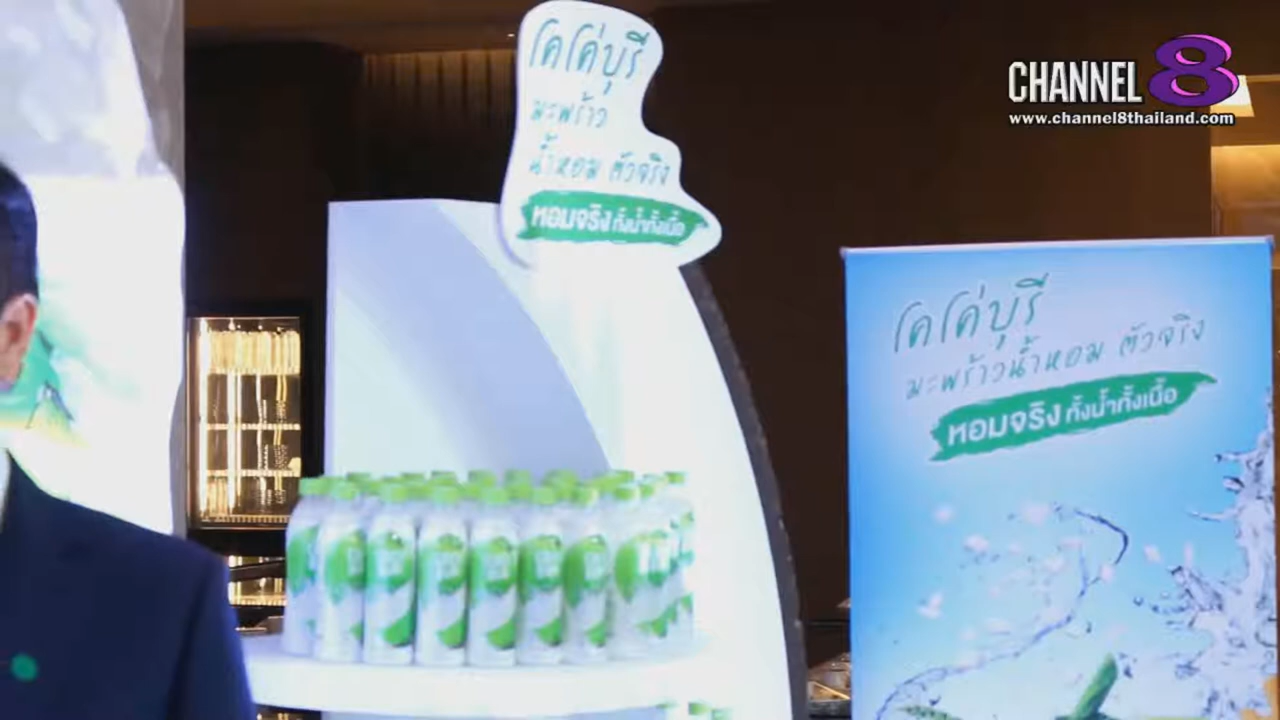 โคโค่บุรี
มะพร้าว
น้ำหอม ตัวจริง
หอมจริง ทั้งน้ำทั้งเนื้อ
CHANNEL 8
www.channel8thailand.com
โคโค่บุรี
มะพร้าวน้ำหอม ตัวจริง
หอมจริง ทั้งน้ำทั้งเนื้อ